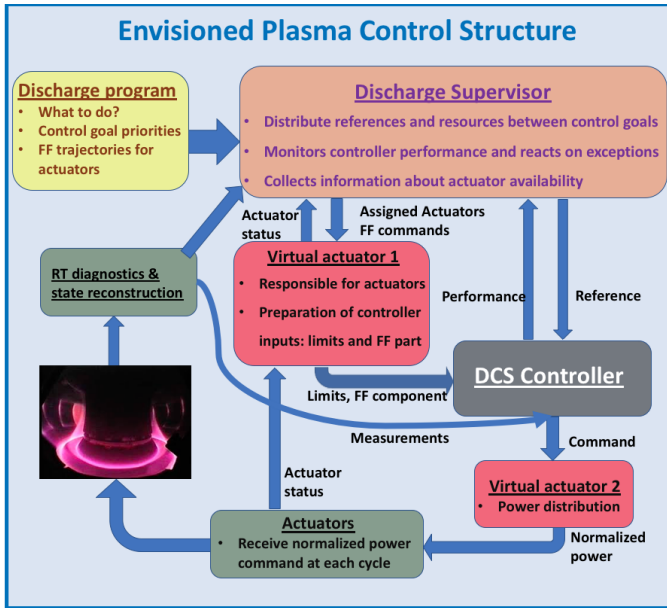 Envisioned Plasma Control Structure
Discharge program
• What to do?
• Control goal priorities
• FF trajectories for
actuators
Discharge Supervisor
• Distribute references and resources between control goals
• Monitors controller performance and reacts on exceptions
• Collects information about actuator availability
Actuator
status
Assigned Actuators
FF commands
RT diagnostics &
state reconstruction
Virtual actuator 1
• Responsible for actuators
• Preparation of controller
inputs: limits and FF part
Performance
Reference
DCS Controller
Limits, FF component
Measurements
Command
Actuator
status
Virtual actuator 2
• Power distribution
Normalized
power
Actuators
• Receive normalized power
command at each cycle